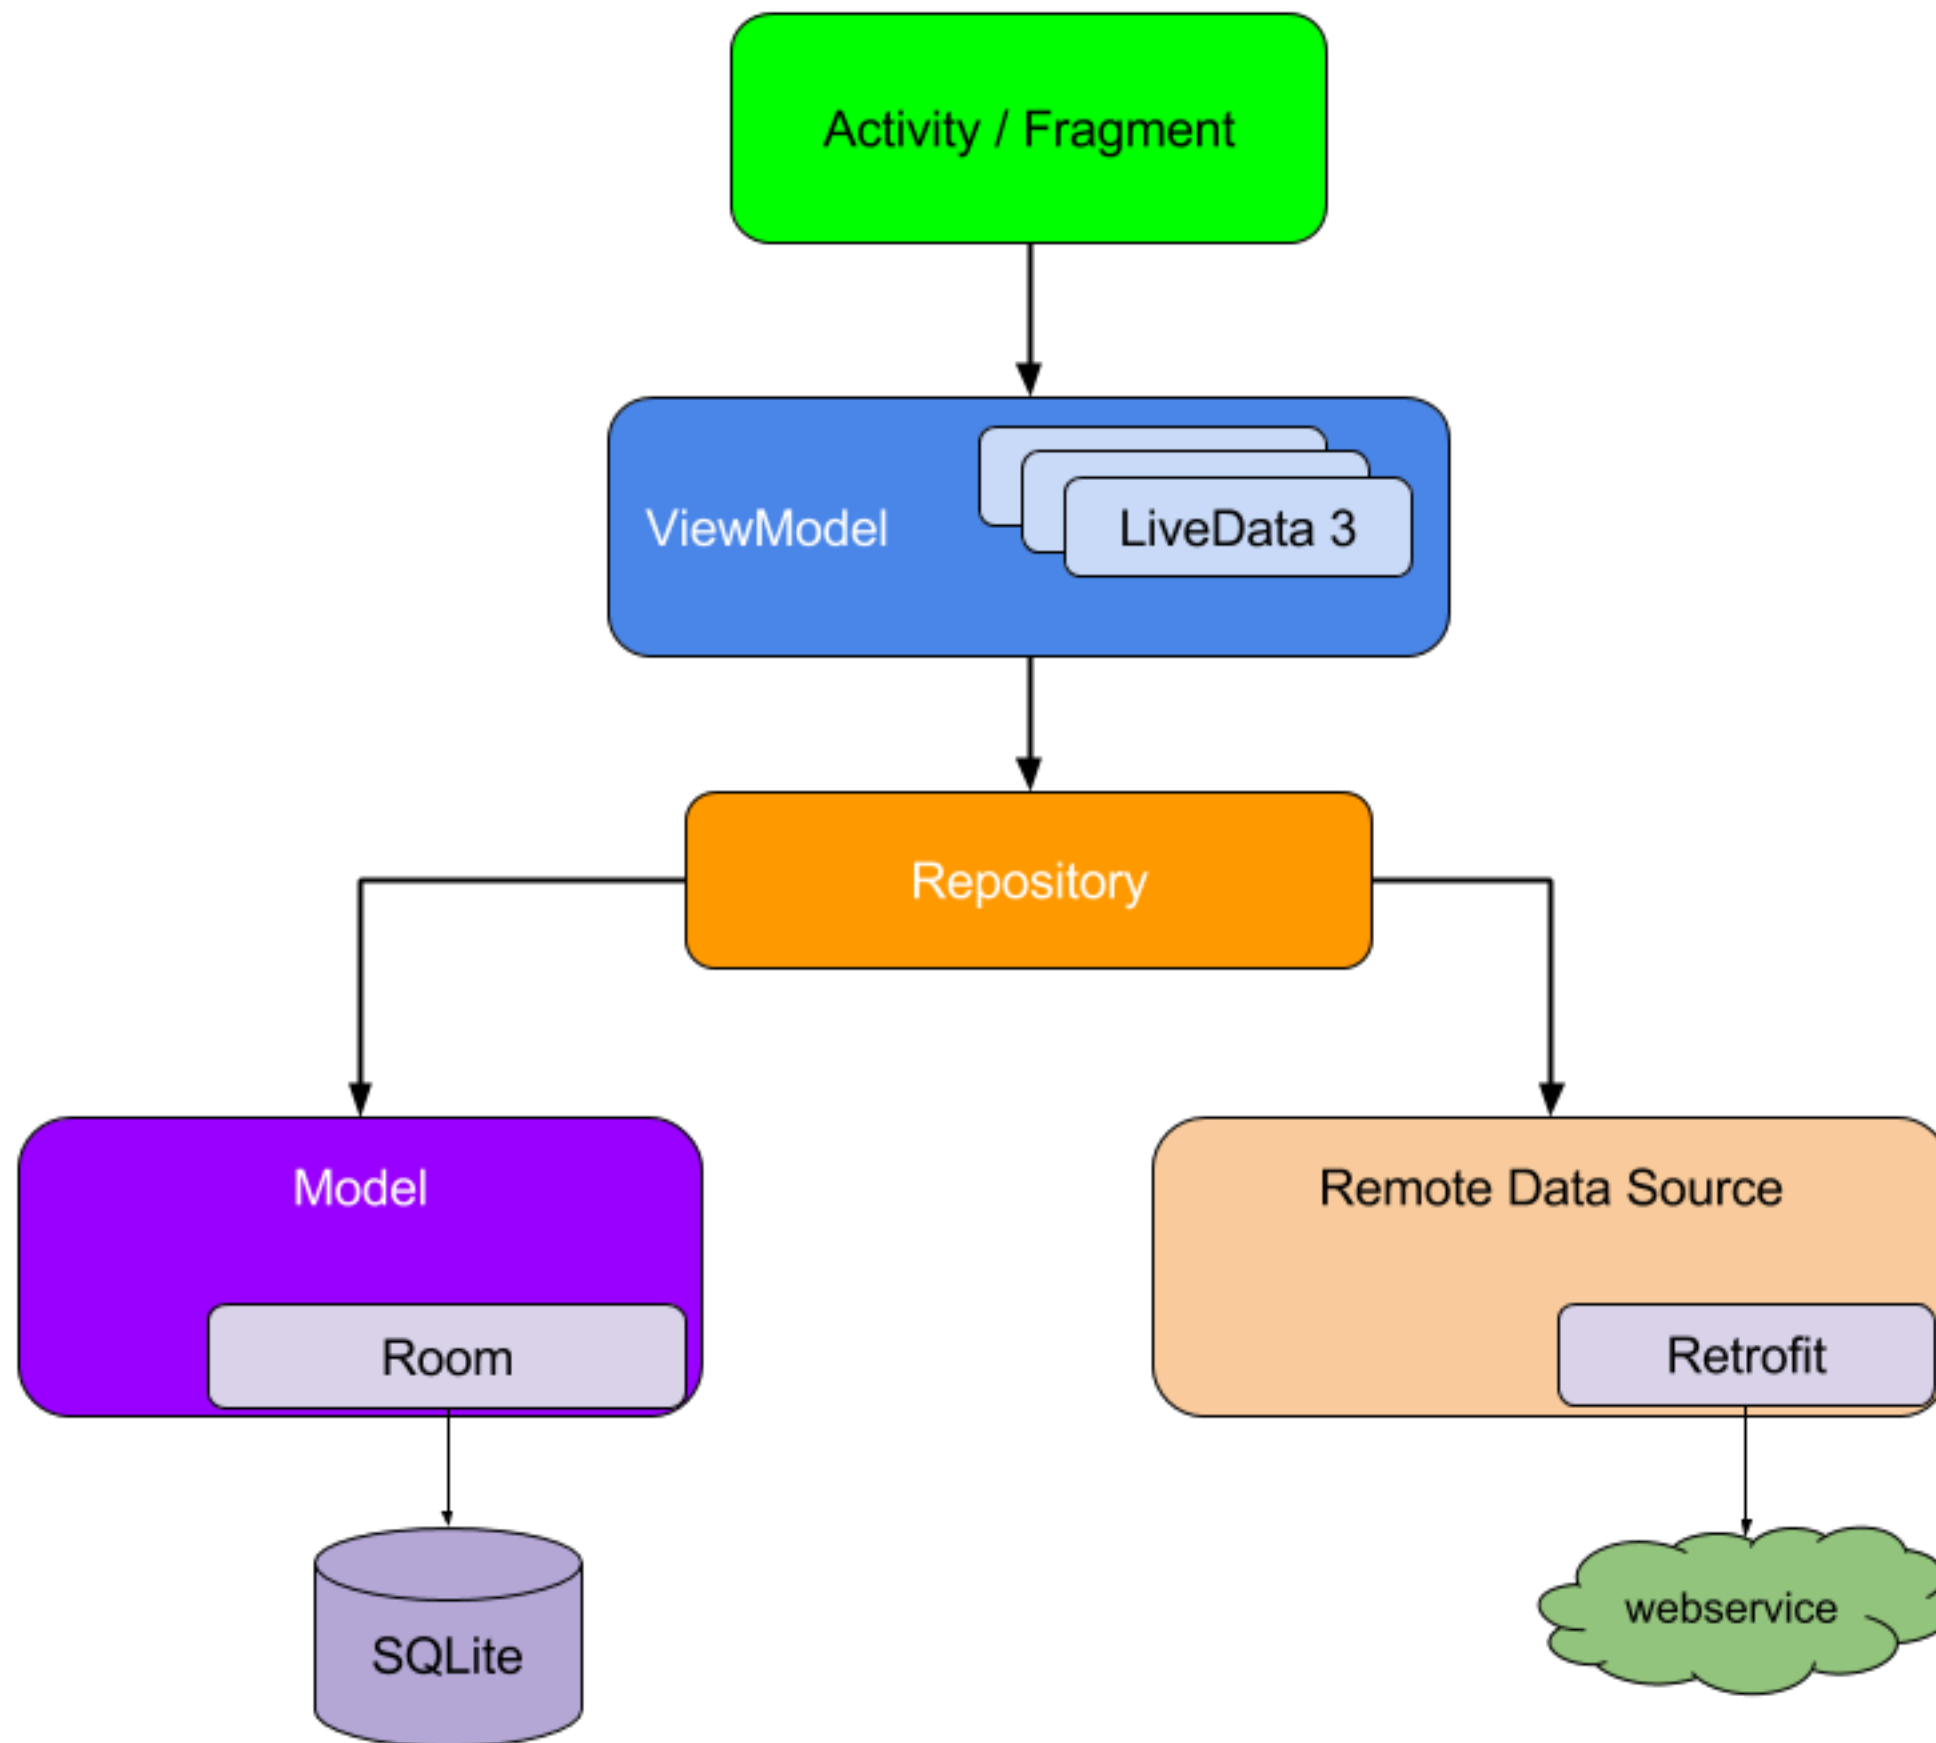 Activity / Fragment
ViewModel
LiveData 3
Repository
Model
Remote Data Source
Room
Retrofit
SQLite
webservice